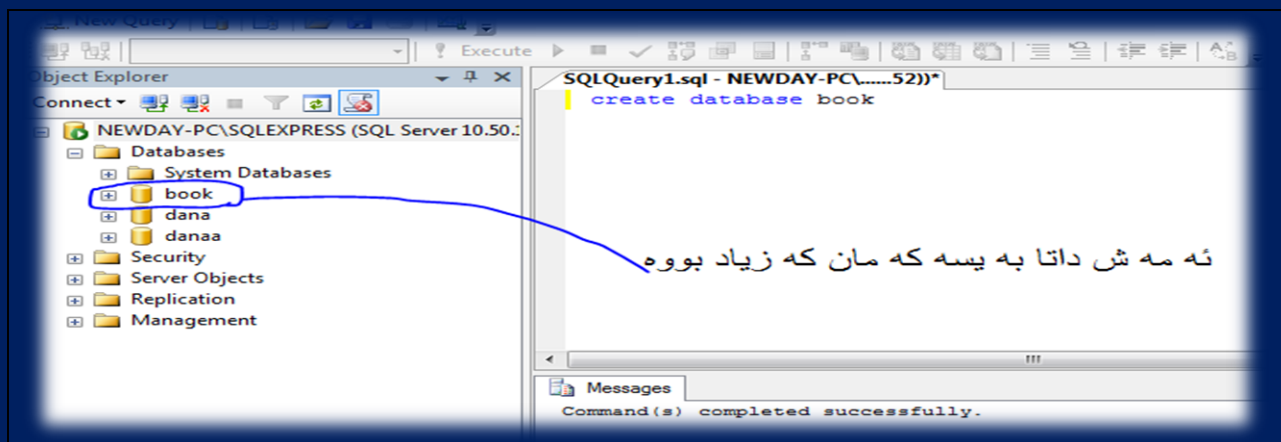 New Query
Execute
Object Explorer
Connect
NEWDAY-PC\SQLEXPRESS (SQL Server 10.50.
Databases
System Databases
book
dana
danaa
Security
Server Objects
Replication
Management
SQLQuery1.sql - NEWDAY-PC\......52))*
create database book
ئه مه ش داتا به يسه كه مان كه زياد بووه
Messages
Command(s) completed successfully.